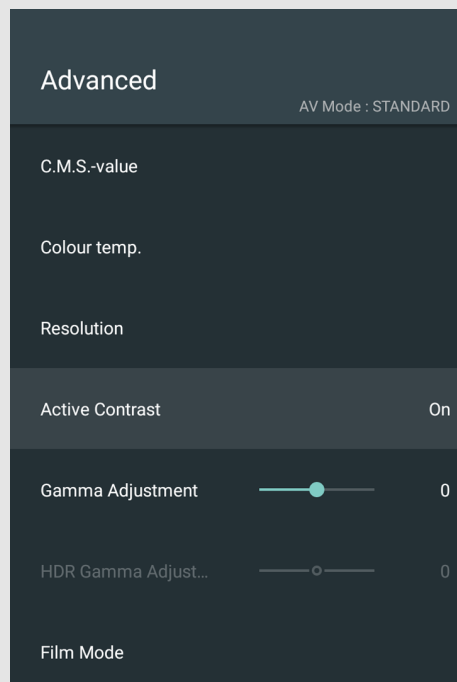 Advanced
AV Mode : STANDARD
C.M.S.-value
Colour temp.
Resolution
Active Contrast On
Gamma Adjustment 0
HDR Gamma Adjust... 0
Film Mode